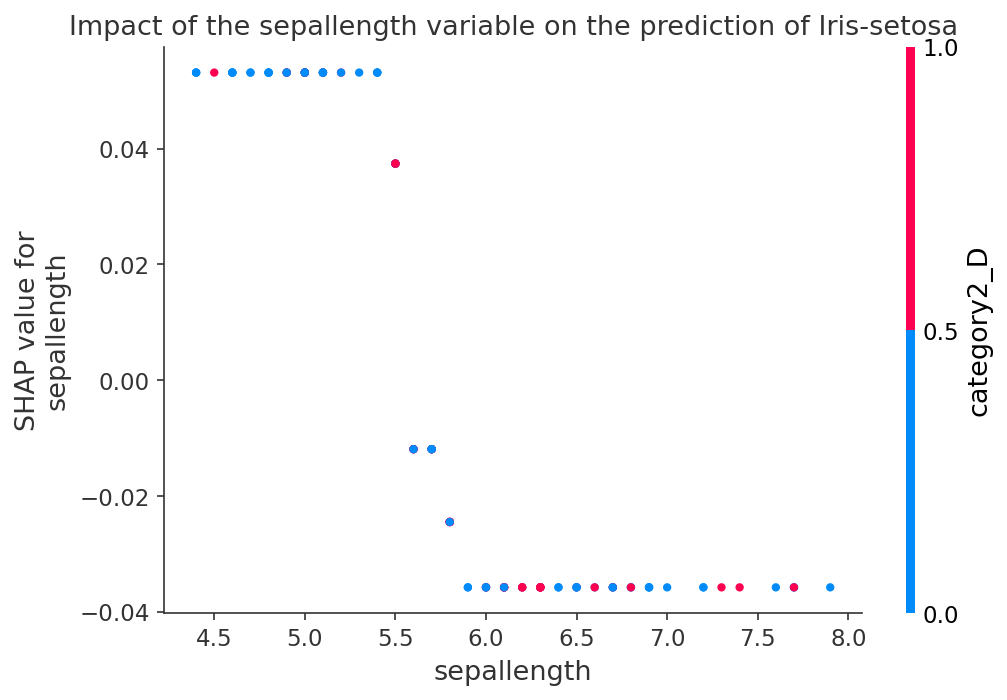 Impact of the sepallength variable on the prediction of Iris-setosa
1.0
0.04
0.02
0.00
−0.02
−0.04
SHAP value for
sepallength
0.5
category2_D
0.0
4.5 5.0 5.5 6.0 6.5 7.0 7.5 8.0
sepallength